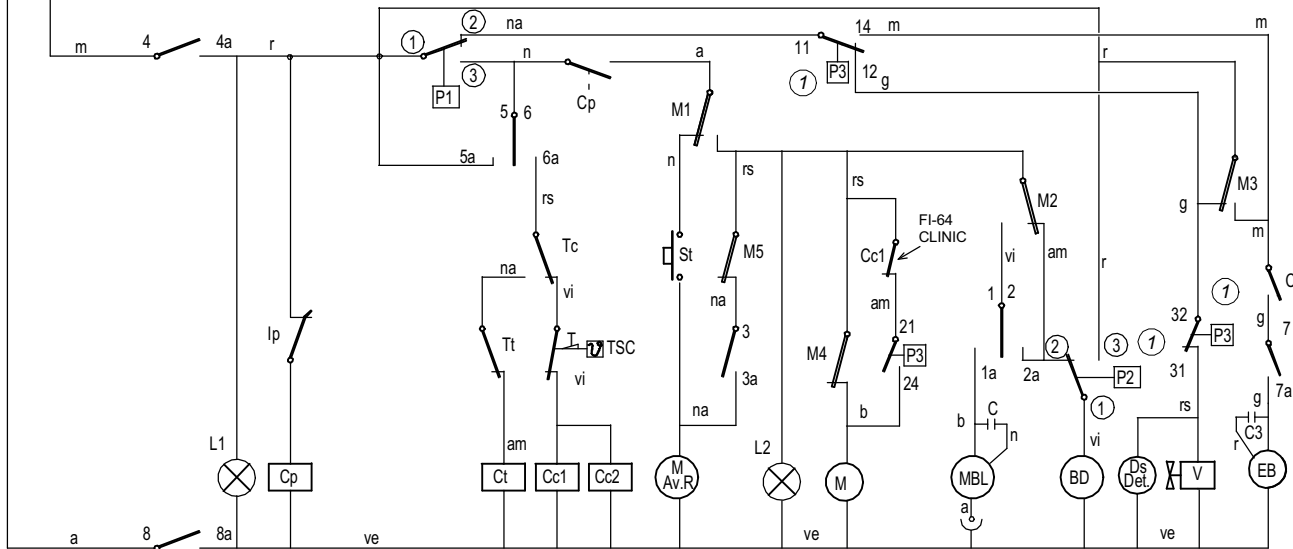 2 na 14 m m
m 4 4a r 1
11
n a 3 P3 12 r r
P1 Cp 1 g
5 6 M1
5a 6a n rs M3
rs rs M2 g
FI-64
CLINIC
m
Tc St M5 Cc1 vi am r C
na vi na am 1 2 1 g
32 7
Ip Tt T TSC 3 21 2 3 1 P3
M4 P3
vi 3a 24 1a 2a P2 31 7a
1
na b rs g
L1 am L2 b C n vi r C3
Cp Ct Cc1 Cc2 M
Av.R
M MBL BD Ds
Det.
V EB
a
a 8 8a ve ve